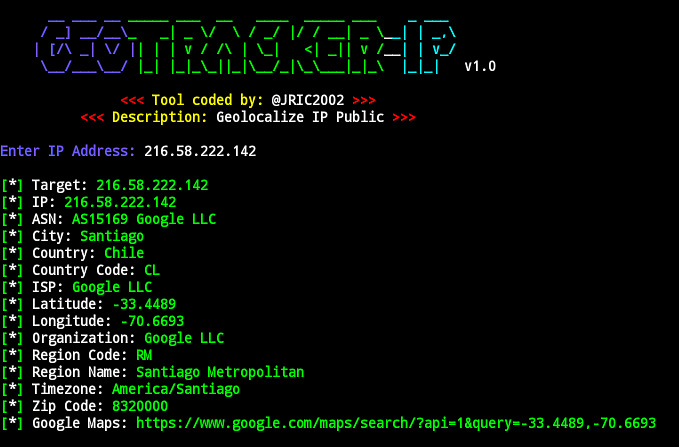 GEOTRACKER-IP v1.0
<<< Tool coded by: @JRIC2002 >>>
<<< Description: Geolocalize IP Public >>>
Enter IP Address: 216.58.222.142
[*] Target: 216.58.222.142
[*] IP: 216.58.222.142
[*] ASN: AS15169 Google LLC
[*] City: Santiago
[*] Country: Chile
[*] Country Code: CL
[*] ISP: Google LLC
[*] Latitude: -33.4489
[*] Longitude: -70.6693
[*] Organization: Google LLC
[*] Region Code: RM
[*] Region Name: Santiago Metropolitan
[*] Timezone: America/Santiago
[*] Zip Code: 8320000
[*] Google Maps: https://www.google.com/maps/search/?api=1&query=-33.4489,-70.6693